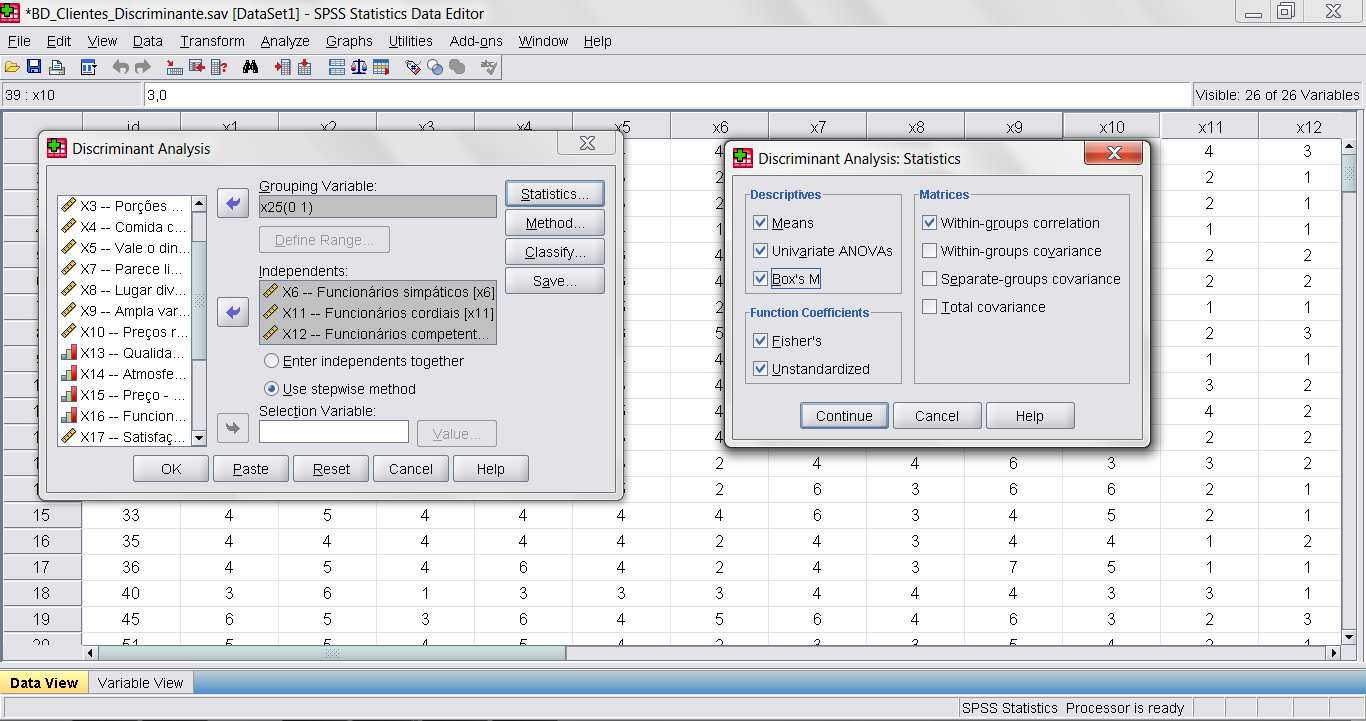 *BD_Clientes_Discriminante.sav [DataSet1] - SPSS Statistics Data Editor
File Edit View Data Transform Analyze Graphs Utilities Add-ons Window Help
39 : x10 3,0 Visible: 26 of 26 Variables
id x1 x2 x3 x4 x5 x6 x7 x8 x9 x10 x11 x12
Discriminant Analysis
X3 -- Porções ...
X4 -- Comida c...
X5 -- Vale o din...
X7 -- Parece li...
X8 -- Lugar div...
X9 -- Ampla var...
X10 -- Preços r...
X13 -- Qualida...
X14 -- Atmosfe...
X15 -- Preço - ...
X16 -- Funcion...
X17 -- Satisfaç...
Grouping Variable:
x25(0 1)
Define Range...
Independents:
X6 -- Funcionários simpáticos [x6]
X11 -- Funcionários cordiais [x11]
X12 -- Funcionários competent...
Enter independents together
Use stepwise method
Selection Variable:
Value...
Statistics...
Method...
Classify...
Save...
OK Paste Reset Cancel Help
Discriminant Analysis: Statistics
Descriptives
Means
Univariate ANOVAs
Box's M
Function Coefficients
Fisher's
Unstandardized
Matrices
Within-groups correlation
Within-groups covariance
Separate-groups covariance
Total covariance
Continue Cancel Help
4 3
2 1
2 2
1 2
2 2
2 2
1 1
2 3
1 1
3 2
4 2
2 2
2 4 4 6 3 3 2
2 6 3 6 6 2 1
15 33 4 5 4 4 4 4 6 3 4 5 2 1
16 35 4 4 4 4 4 2 4 3 4 4 1 2
17 36 4 5 4 6 4 2 4 3 7 5 1 1
18 40 3 6 1 3 3 3 4 4 4 3 3 1
19 45 6 5 3 6 4 5 6 4 6 3 2 3
20 51 5 5 4 5 4 2 3 3 5 4 2 1
Data View Variable View
SPSS Statistics Processor is ready